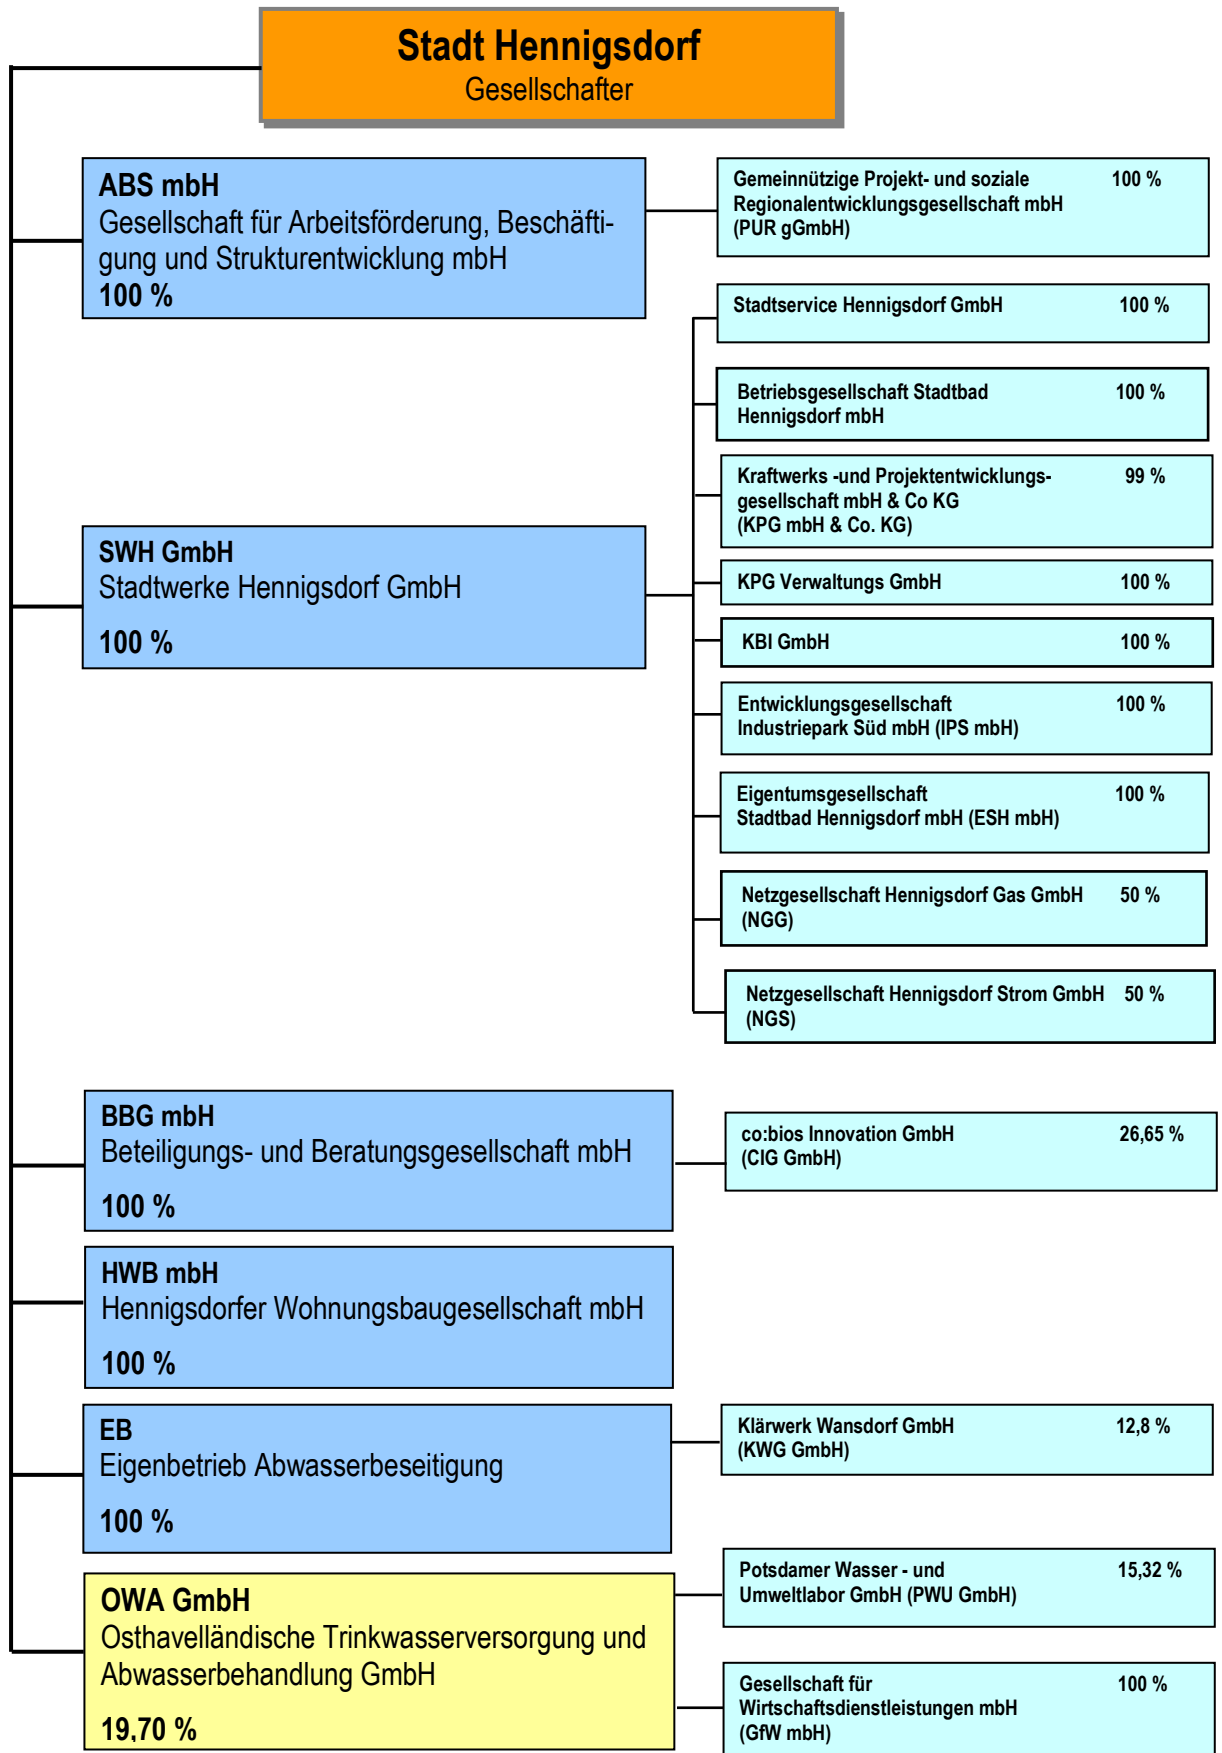 Stadt Hennigsdorf
Gesellschafter
ABS mbH
Gesellschaft für Arbeitsförderung, Beschäfti-
gung und Strukturentwicklung mbH
100 %
Gemeinnützige Projekt- und soziale 100 %
Regionalentwicklungsgesellschaft mbH
(PUR gGmbH)
Stadtservice Hennigsdorf GmbH 100 %
Betriebsgesellschaft Stadtbad 100 %
Hennigsdorf mbH
Kraftwerks -und Projektentwicklungs- 99 %
gesellschaft mbH & Co KG
(KPG mbH & Co. KG)
SWH GmbH
Stadtwerke Hennigsdorf GmbH
100 %
KPG Verwaltungs GmbH 100 %
KBI GmbH 100 %
Entwicklungsgesellschaft 100 %
Industriepark Süd mbH (IPS mbH)
Eigentumsgesellschaft 100 %
Stadtbad Hennigsdorf mbH (ESH mbH)
Netzgesellschaft Hennigsdorf Gas GmbH 50 %
(NGG)
Netzgesellschaft Hennigsdorf Strom GmbH 50 %
(NGS)
BBG mbH
Beteiligungs- und Beratungsgesellschaft mbH
100 %
co:bios Innovation GmbH 26,65 %
(CIG GmbH)
HWB mbH
Hennigsdorfer Wohnungsbaugesellschaft mbH
100 %
EB
Eigenbetrieb Abwasserbeseitigung
100 %
Klärwerk Wansdorf GmbH 12,8 %
(KWG GmbH)
OWA GmbH
Osthavelländische Trinkwasserversorgung und
Abwasserbehandlung GmbH
19,70 %
Potsdamer Wasser - und 15,32 %
Umweltlabor GmbH (PWU GmbH)
Gesellschaft für 100 %
Wirtschaftsdienstleistungen mbH
(GfW mbH)